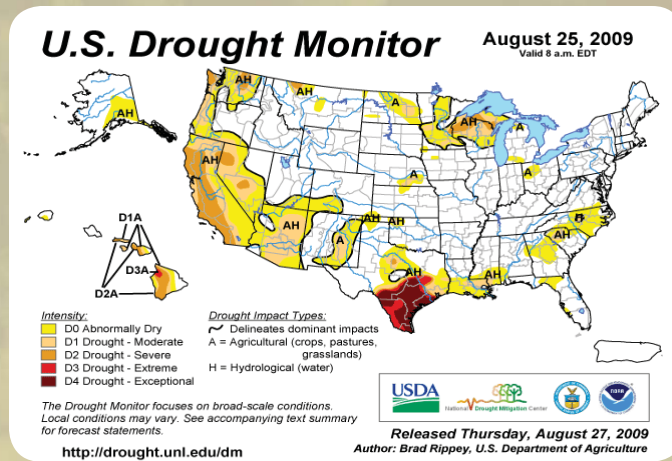 U.S. Drought Monitor
August 25, 2009
Valid 8 a.m. EDT
AH
AH
AH
A
AH
A
AH
A
A
H
AH
A
AH
AH
AH
AH
AH
D1A
D3A
D2A
Intensity:
D0 Abnormally Dry
D1 Drought - Moderate
D2 Drought - Severe
D3 Drought - Extreme
D4 Drought - Exceptional
Drought Impact Types:
Delineates dominant impacts
A = Agricultural (crops, pastures,
grasslands)
H = Hydrological (water)
The Drought Monitor focuses on broad-scale conditions.
Local conditions may vary. See accompanying text summary
for forecast statements.
http://drought.unl.edu/dm
USDA
National Drought Mitigation Center
NOAA
Released Thursday, August 27, 2009
Author: Brad Rippey, U.S. Department of Agriculture